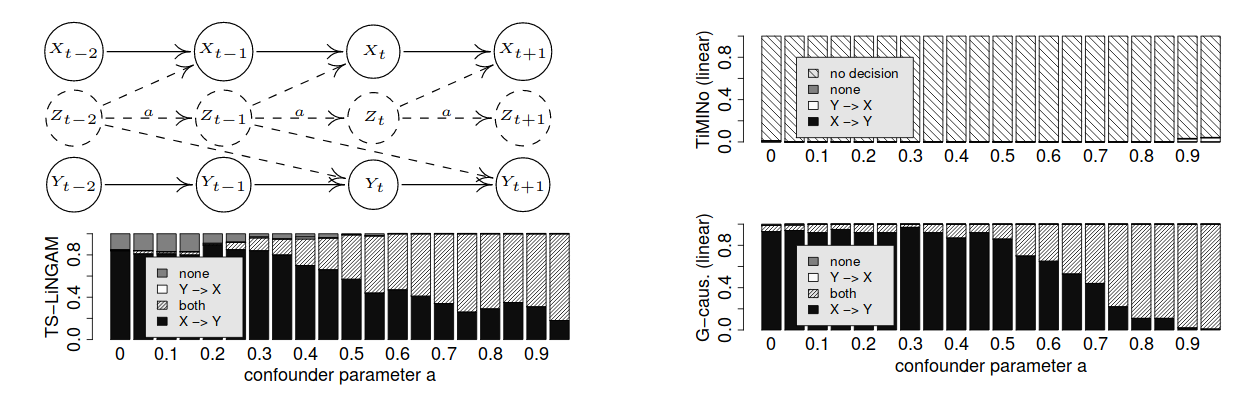 X_{t−2} X_{t−1} X_t X_{t+1}
Z_{t−2} a Z_{t−1} a Z_t a Z_{t+1}
Y_{t−2} Y_{t−1} Y_t Y_{t+1}
TS−LiNGAM
0.0 0.4 0.8
none
Y −> X
both
X −> Y
0 0.1 0.2 0.3 0.4 0.5 0.6 0.7 0.8 0.9
confounder parameter a
TiMINo (linear)
0.0 0.4 0.8
no decision
none
Y −> X
X −> Y
0 0.1 0.2 0.3 0.4 0.5 0.6 0.7 0.8 0.9
G−caus. (linear)
0.0 0.4 0.8
none
Y −> X
both
X −> Y
0 0.1 0.2 0.3 0.4 0.5 0.6 0.7 0.8 0.9
confounder parameter a